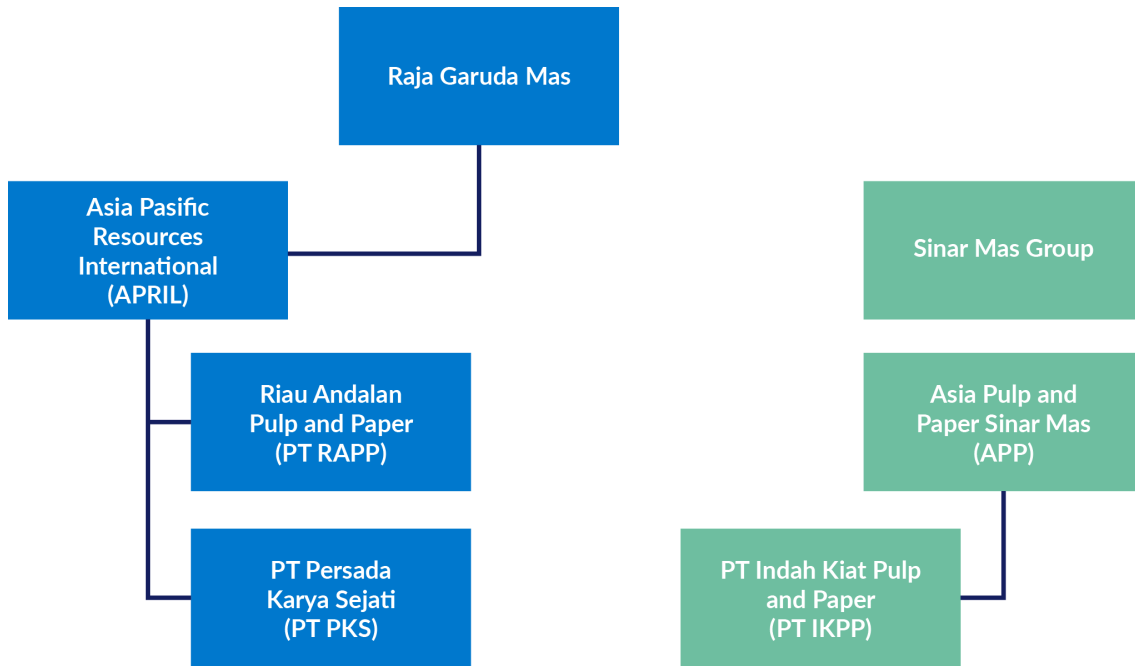 Raja Garuda Mas
Asia Pasific
Resources
International
(APRIL)
Sinar Mas Group
Riau Andalan
Pulp and Paper
(PT RAPP)
Asia Pulp and
Paper Sinar Mas
(APP)
PT Persada
Karya Sejati
(PT PKS)
PT Indah Kiat Pulp
and Paper
(PT IKPP)